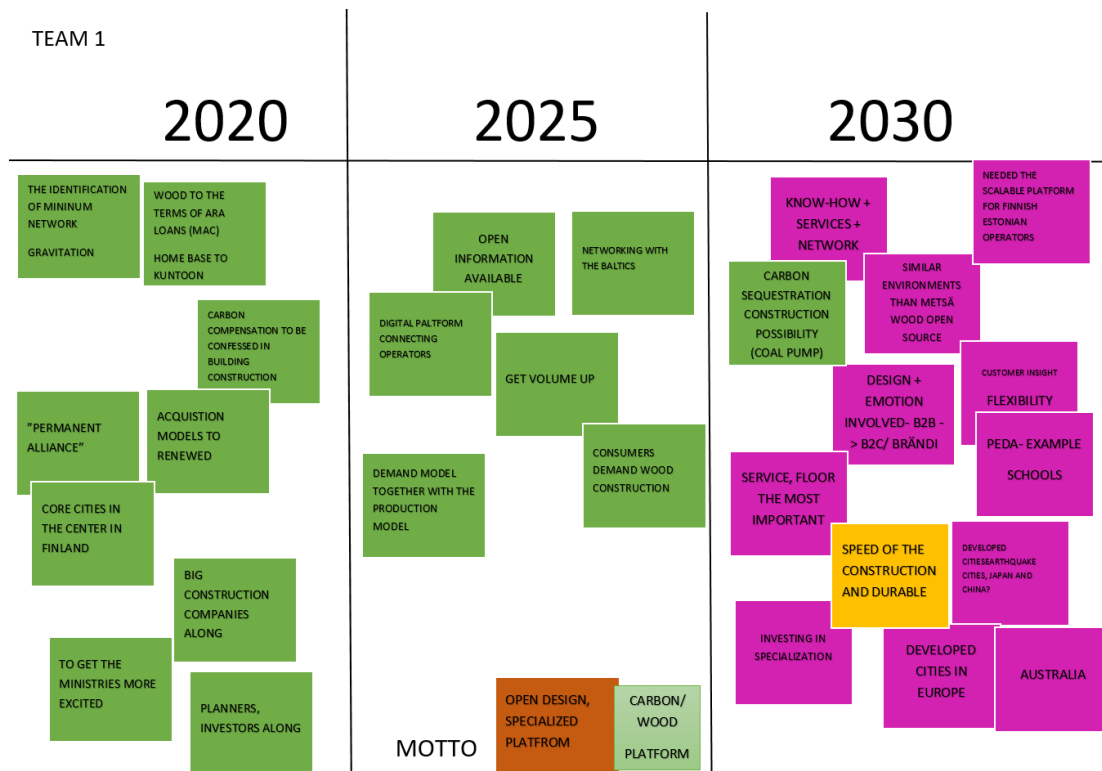 TEAM 1
2020
2025
2030
THE IDENTIFICATION
OF MININUM
NETWORK
GRAVITATION
WOOD TO THE
TERMS OF ARA
LOANS (MAC)
HOME BASE TO
KUNTOON
CARBON
COMPENSATION TO BE
CONFESSED IN
BUILDING
CONSTRUCTION
”PERMANENT
ALLIANCE”
ACQUISTION
MODELS TO
RENEWED
CORE CITIES IN
THE CENTER IN
FINLAND
BIG
CONSTRUCTION
COMPANIES
ALONG
TO GET THE
MINISTRIES MORE
EXCITED
PLANNERS,
INVESTORS ALONG
OPEN
INFORMATION
AVAILABLE
NETWORKING WITH
THE BALTICS
DIGITAL PALTFORM
CONNECTING
OPERATORS
GET VOLUME UP
CONSUMERS
DEMAND WOOD
CONSTRUCTION
DEMAND MODEL
TOGETHER WITH THE
PRODUCTION
MODEL
MOTTO
OPEN DESIGN,
SPECIALIZED
PLATFROM
CARBON/
WOOD
PLATFORM
KNOW-HOW +
SERVICES +
NETWORK
NEEDED THE
SCALABLE PLATFORM
FOR FINNISH
ESTONIAN
OPERATORS
CARBON
SEQUESTRATION
CONSTRUCTION
POSSIBILITY
(COAL PUMP)
SIMILAR
ENVIRONMENTS
THAN METSÄ
WOOD OPEN
SOURCE
DESIGN +
EMOTION
INVOLVED- B2B -
> B2C/ BRÄNDI
CUSTOMER INSIGHT
FLEXIBILITY
PEDA- EXAMPLE
SCHOOLS
SERVICE, FLOOR
THE MOST
IMPORTANT
SPEED OF THE
CONSTRUCTION
AND DURABLE
DEVELOPED
CITIESEARTHQUAKE
CITIES, JAPAN AND
CHINA?
INVESTING IN
SPECIALIZATION
DEVELOPED
CITIES IN
EUROPE
AUSTRALIA